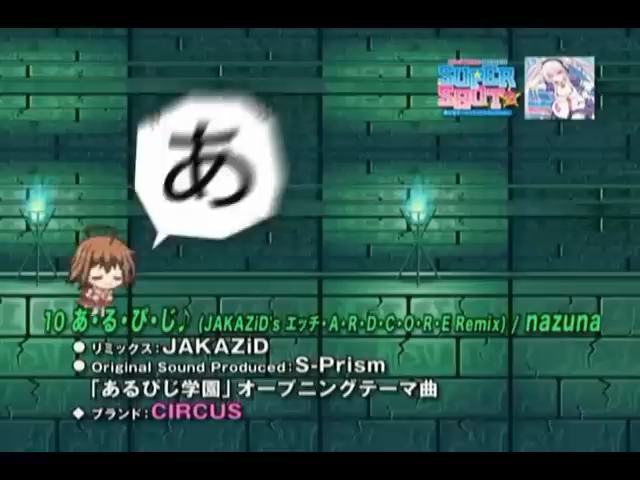 SUPER
SHOT
あ
10 あ・る・び・じ♪ (JAKAZiD's エッチ・A・R・D・C・O・R・E Remix) / nazuna
● リミックス:JAKAZiD
● Original Sound Produced:S-Prism
「あるびじ学園」オープニングテーマ曲
◆ ブランド:CIRCUS